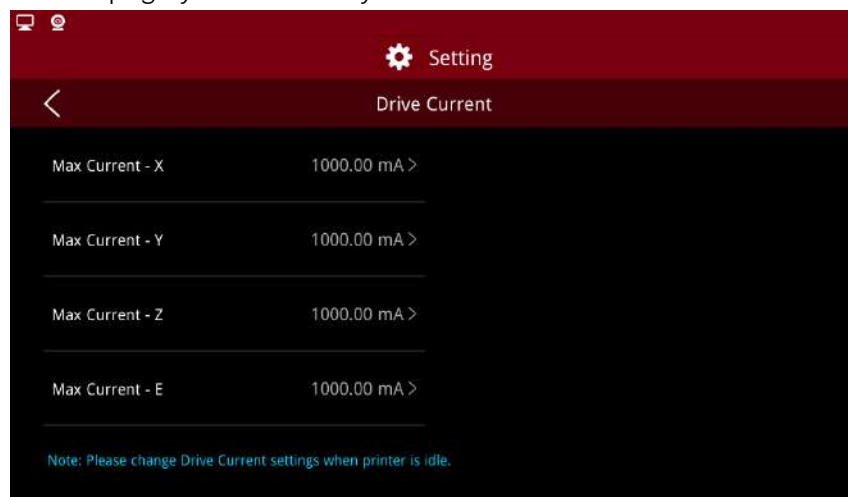 Setting
Drive Current
Max Current - X 1000.00 mA >
Max Current - Y 1000.00 mA >
Max Current - Z 1000.00 mA >
Max Current - E 1000.00 mA >
Note: Please change Drive Current settings when printer is idle.